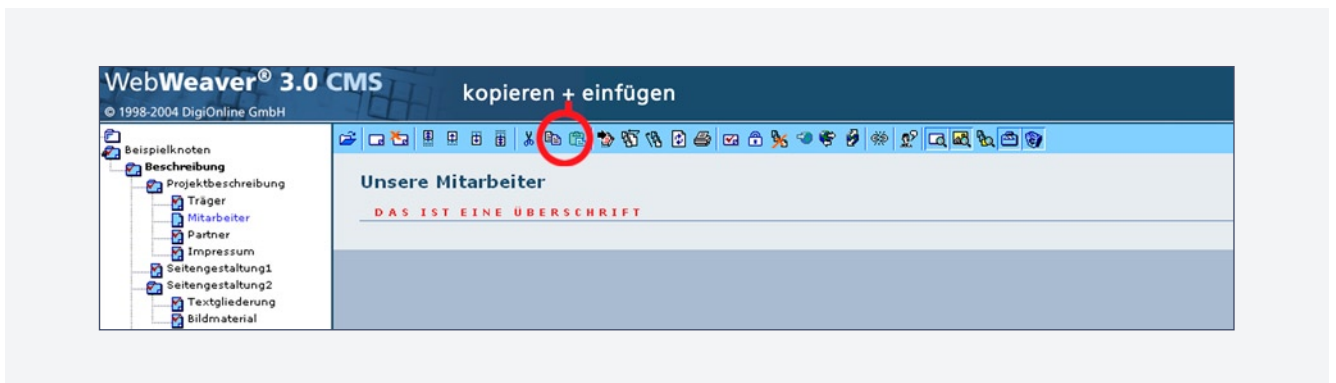 WebWeaver® 3.0 CMS
© 1998-2004 DigiOnline GmbH
kopieren + einfügen
Beispielknoten
Beschreibung
Projektbeschreibung
Träger
Mitarbeiter
Partner
Impressum
Seitengestaltung1
Seitengestaltung2
Textgliederung
Bildmaterial
Unsere Mitarbeiter
DAS IST EINE ÜBERSCHRIFT